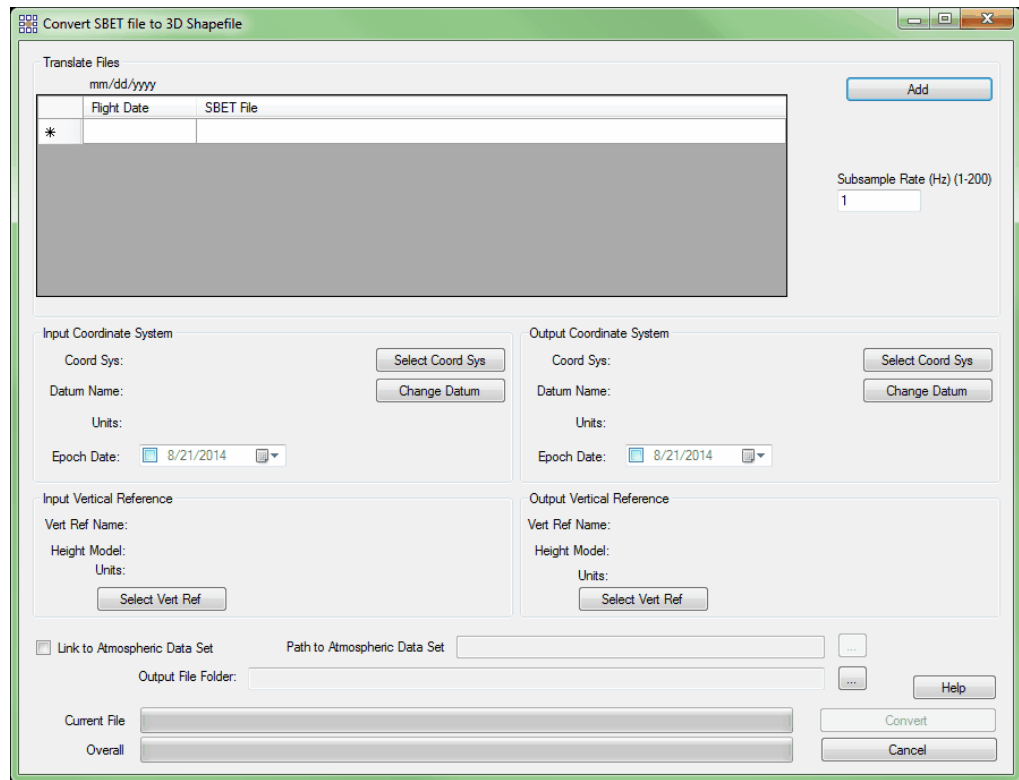 Convert SBET file to 3D Shapefile
Translate Files
mm/dd/yyyy
Add
Flight Date SBET File
*
Subsample Rate (Hz) (1-200)
1
Input Coordinate System Output Coordinate System
Coord Sys: Select Coord Sys Coord Sys: Select Coord Sys
Datum Name: Change Datum Datum Name: Change Datum
Units: Units:
Epoch Date: 8/21/2014 Epoch Date: 8/21/2014
Input Vertical Reference Output Vertical Reference
Vert Ref Name: Vert Ref Name:
Height Model: Height Model:
Units: Units:
Select Vert Ref Select Vert Ref
Link to Atmospheric Data Set Path to Atmospheric Data Set ...
Output File Folder: ...
Help
Current File Convert
Overall Cancel